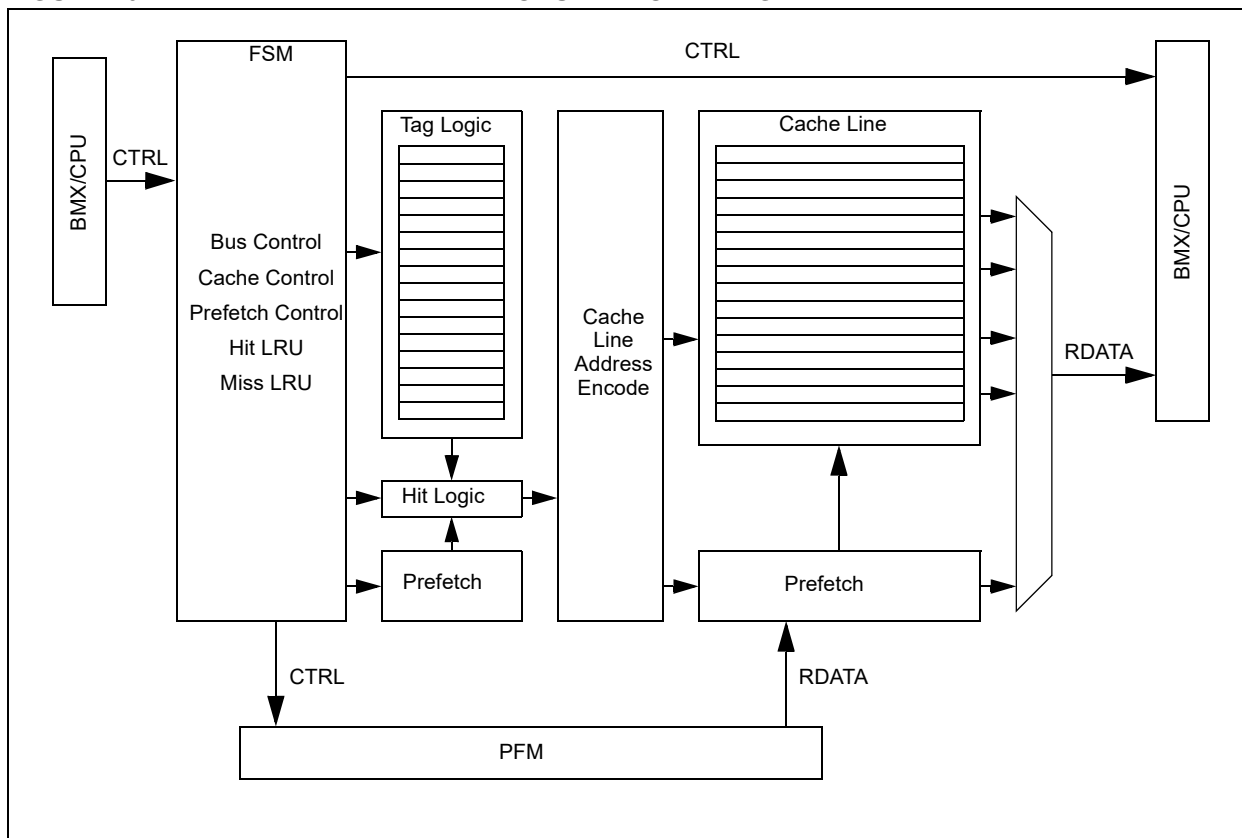 FSM
CTRL
BMX/CPU
CTRL
Tag Logic
Cache Line
BMX/CPU
Bus Control
Cache Control
Prefetch Control
Hit LRU
Miss LRU
Cache
Line
Address
Encode
RDATA
Hit Logic
Prefetch
Prefetch
CTRL
RDATA
PFM